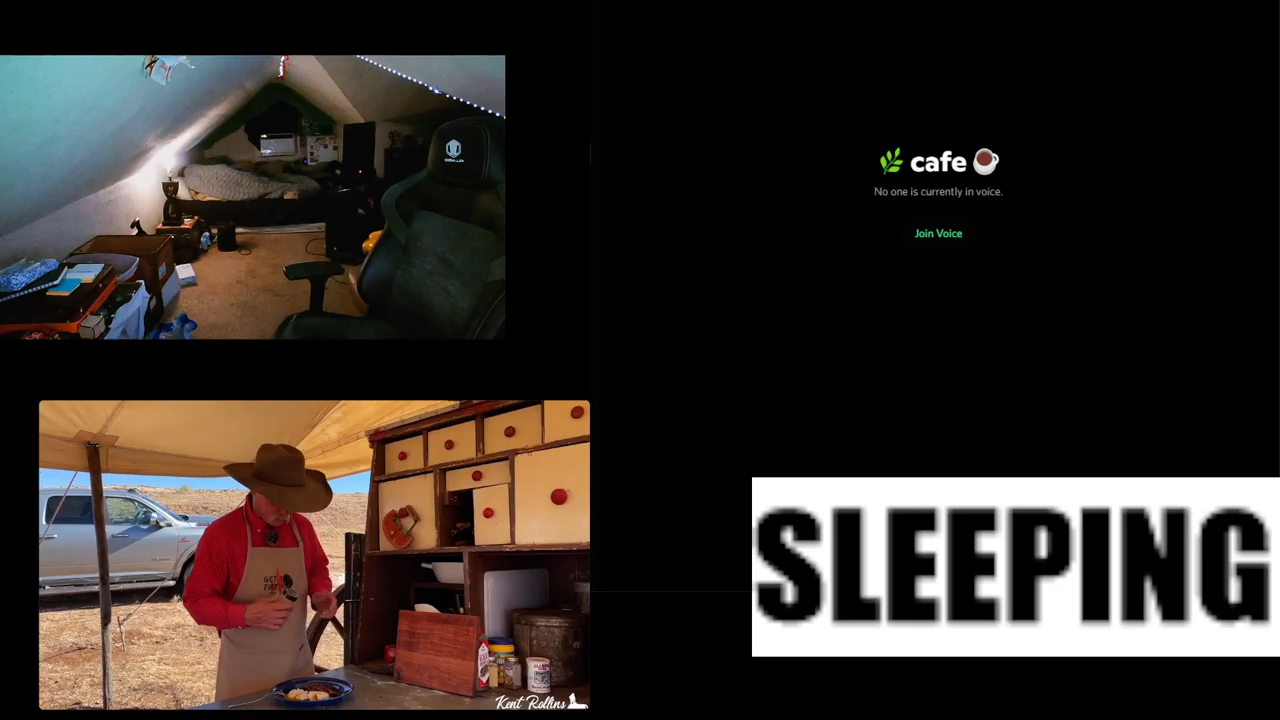 cafe
No one is currently in voice.
Join Voice
SLEEPING
Kent Rollins